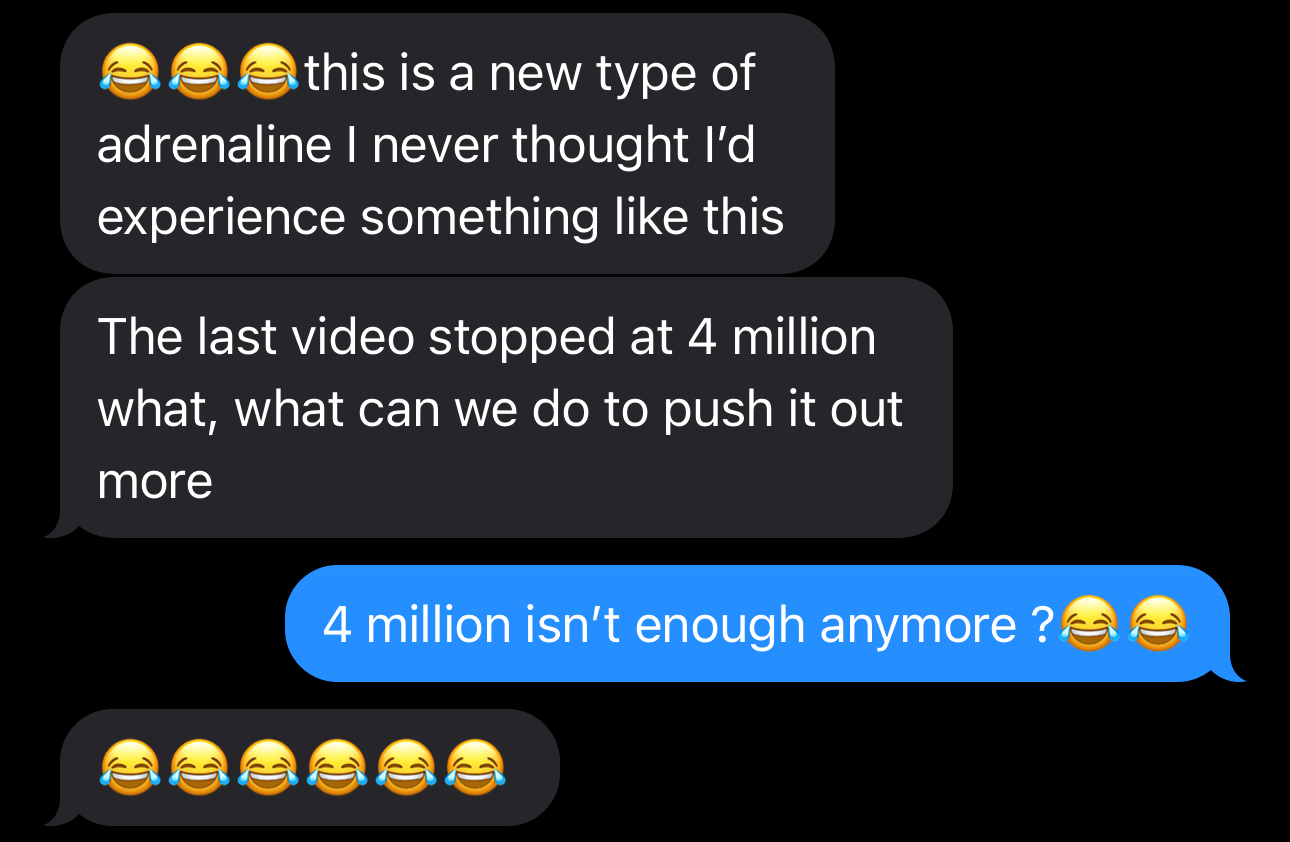 😂😂😂this is a new type of
adrenaline I never thought I’d
experience something like this
The last video stopped at 4 million
what, what can we do to push it out
more
4 million isn’t enough anymore ?😂😂
😂😂😂😂😂😂